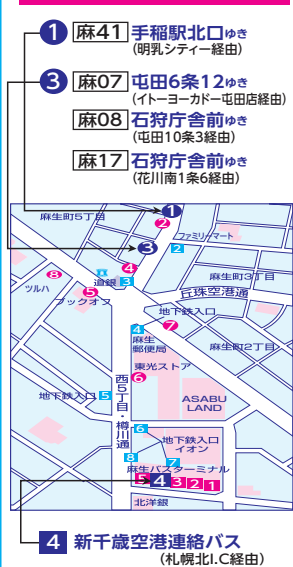 1 麻41 手稲駅北口ゆき
(明乳シティー経由)
3 麻07 屯田6条12ゆき
(イトーヨーカドー屯田店経由)
麻08 石狩庁舎前ゆき
(屯田10条3経由)
麻17 石狩庁舎前ゆき
(花川南1条6経由)
麻生町5丁目
1
2
ファミリーマート
3
2
8
4
麻生町3丁目
道銀
3
ツルハ
5
ブックオフ
丘珠空港通
地下鉄入口
7
4
麻生
郵便局
麻生町2丁目
東光ストア
6
西5丁目・樽川通
地下鉄入口
5
ASABU
LAND
6
地下鉄入口
イオン
8
7
麻生バスターミナル
5 4 3 2 1
北洋銀
4 新千歳空港連絡バス
(札幌北I.C経由)